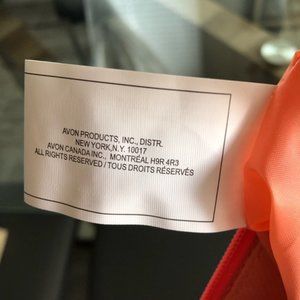 AVON PRODUCTS, INC., DISTR.
NEW YORK,N.Y. 10017
AVON CANADA INC., MONTRÉAL H9R 4R3
ALL RIGHTS RESERVED / TOUS DROITS RÉSERVÉS